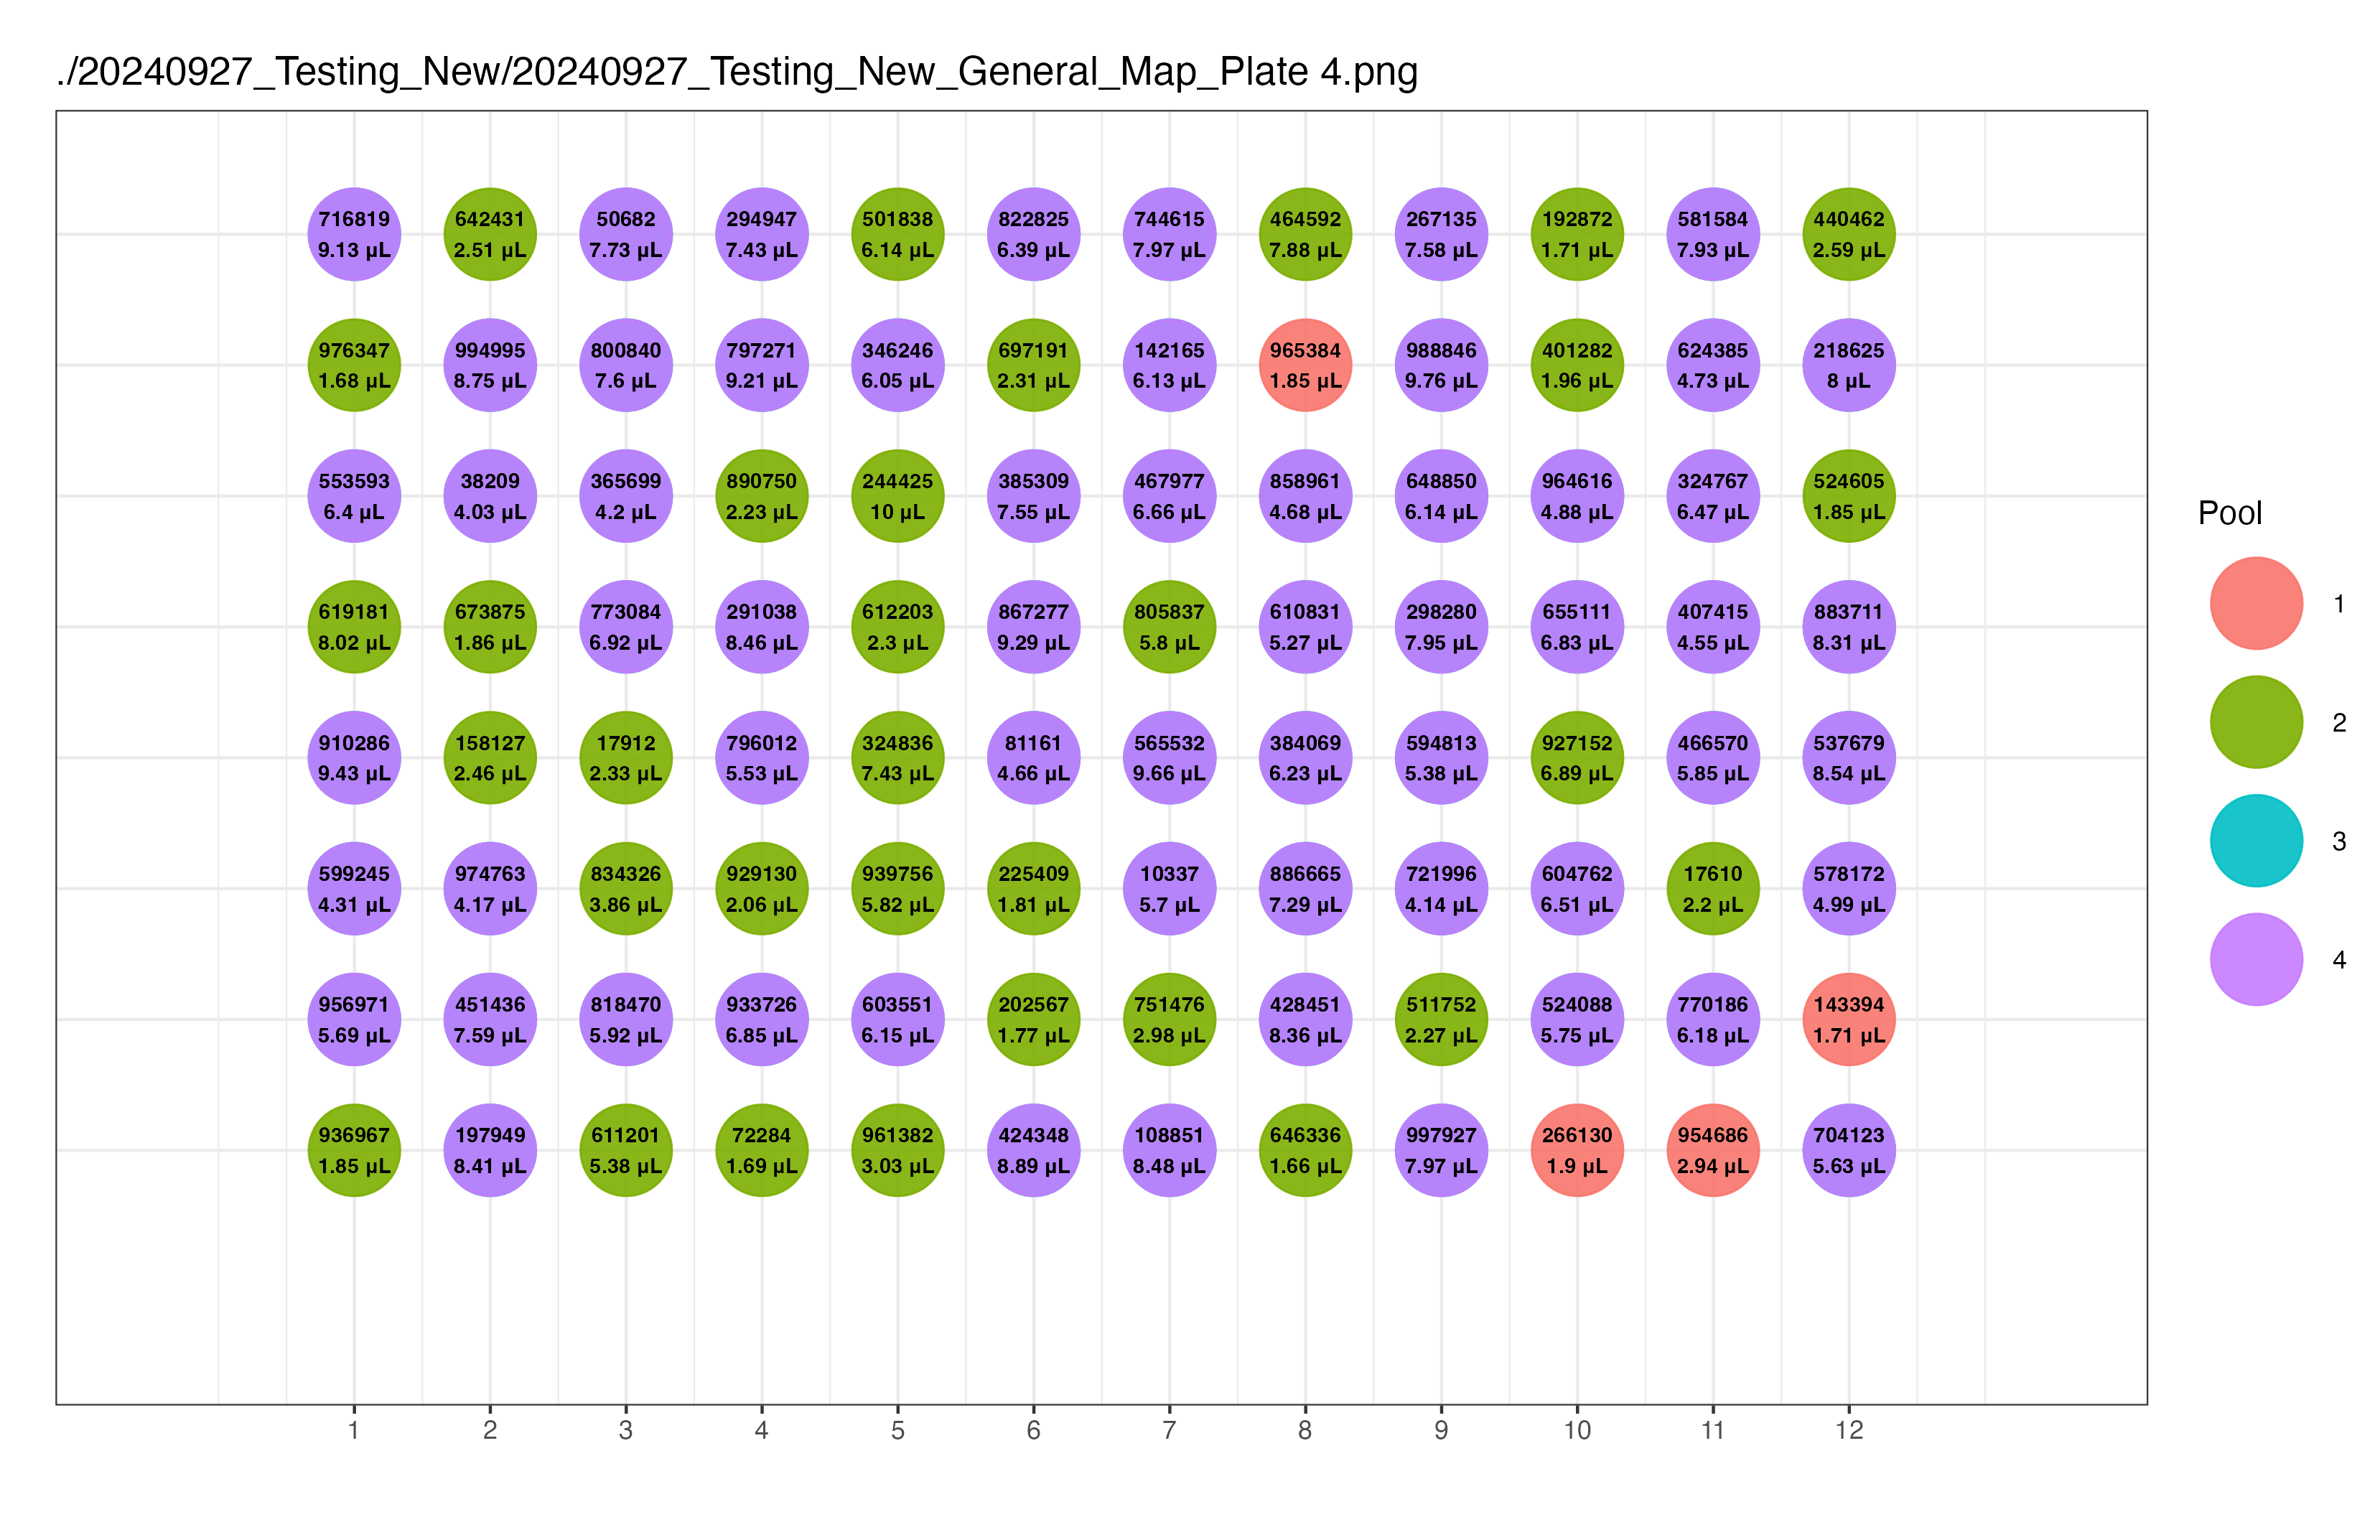 ./20240927_Testing_New/20240927_Testing_New_General_Map_Plate 4.png
716819 642431 50682 294947 501838 822825 744615 464592 267135 192872 581584 440462
9.13 µL 2.51 µL 7.73 µL 7.43 µL 6.14 µL 6.39 µL 7.97 µL 7.88 µL 7.58 µL 1.71 µL 7.93 µL 2.59 µL
976347 994995 800840 797271 346246 697191 142165 965384 988846 401282 624385 218625
1.68 µL 8.75 µL 7.6 µL 9.21 µL 6.05 µL 2.31 µL 6.13 µL 1.85 µL 9.76 µL 1.96 µL 4.73 µL 8 µL
553593 38209 365699 890750 244425 385309 467977 858961 648850 964616 324767 524605
6.4 µL 4.03 µL 4.2 µL 2.23 µL 10 µL 7.55 µL 6.66 µL 4.68 µL 6.14 µL 4.88 µL 6.47 µL 1.85 µL
619181 673875 773084 291038 612203 867277 805837 610831 298280 655111 407415 883711
8.02 µL 1.86 µL 6.92 µL 8.46 µL 2.3 µL 9.29 µL 5.8 µL 5.27 µL 7.95 µL 6.83 µL 4.55 µL 8.31 µL
910286 158127 17912 796012 324836 81161 565532 384069 594813 927152 466570 537679
9.43 µL 2.46 µL 2.33 µL 5.53 µL 7.43 µL 4.66 µL 9.66 µL 6.23 µL 5.38 µL 6.89 µL 5.85 µL 8.54 µL
599245 974763 834326 929130 939756 225409 10337 886665 721996 604762 17610 578172
4.31 µL 4.17 µL 3.86 µL 2.06 µL 5.82 µL 1.81 µL 5.7 µL 7.29 µL 4.14 µL 6.51 µL 2.2 µL 4.99 µL
956971 451436 818470 933726 603551 202567 751476 428451 511752 524088 770186 143394
5.69 µL 7.59 µL 5.92 µL 6.85 µL 6.15 µL 1.77 µL 2.98 µL 8.36 µL 2.27 µL 5.75 µL 6.18 µL 1.71 µL
936967 197949 611201 72284 961382 424348 108851 646336 997927 266130 954686 704123
1.85 µL 8.41 µL 5.38 µL 1.69 µL 3.03 µL 8.89 µL 8.48 µL 1.66 µL 7.97 µL 1.9 µL 2.94 µL 5.63 µL
1 2 3 4 5 6 7 8 9 10 11 12
Pool
1
2
3
4